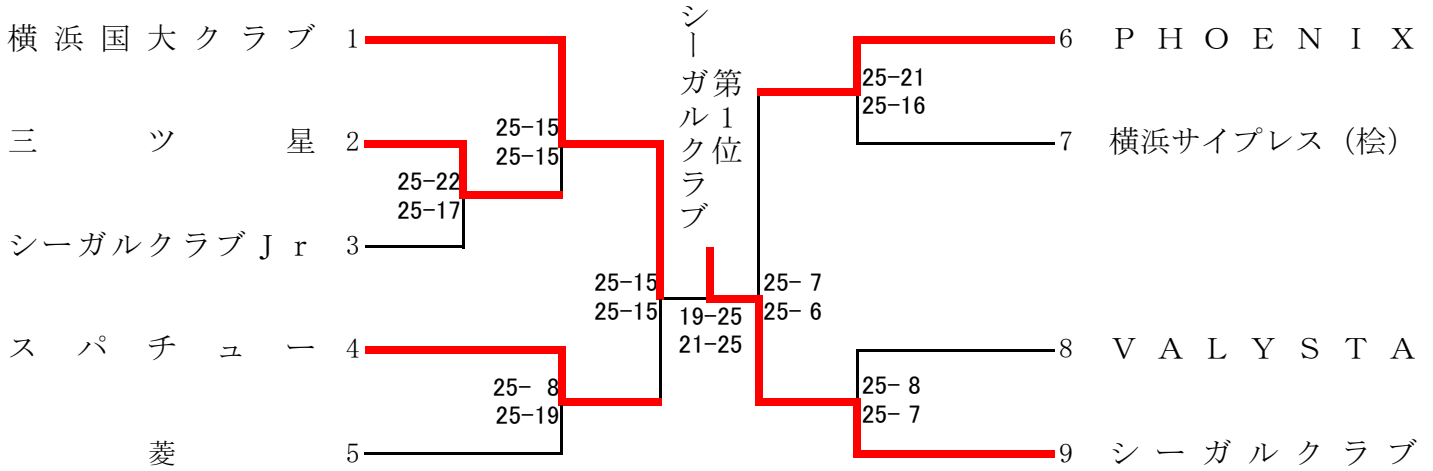 横浜国大クラブ 1
三ツ星 2
シーガルクラブJr 3
スパチュー 4
菱 5
25-15
25-15
25-22
25-17
25-15
25-15
25- 8
25-19
シーガルクラブ
第1位
19-25
21-25
25-21
25-16
25- 7
25- 6
25- 8
25- 7
6 PHOENIX
7 横浜サイプレス（桧）
8 VALYSTA
9 シーガルクラブ